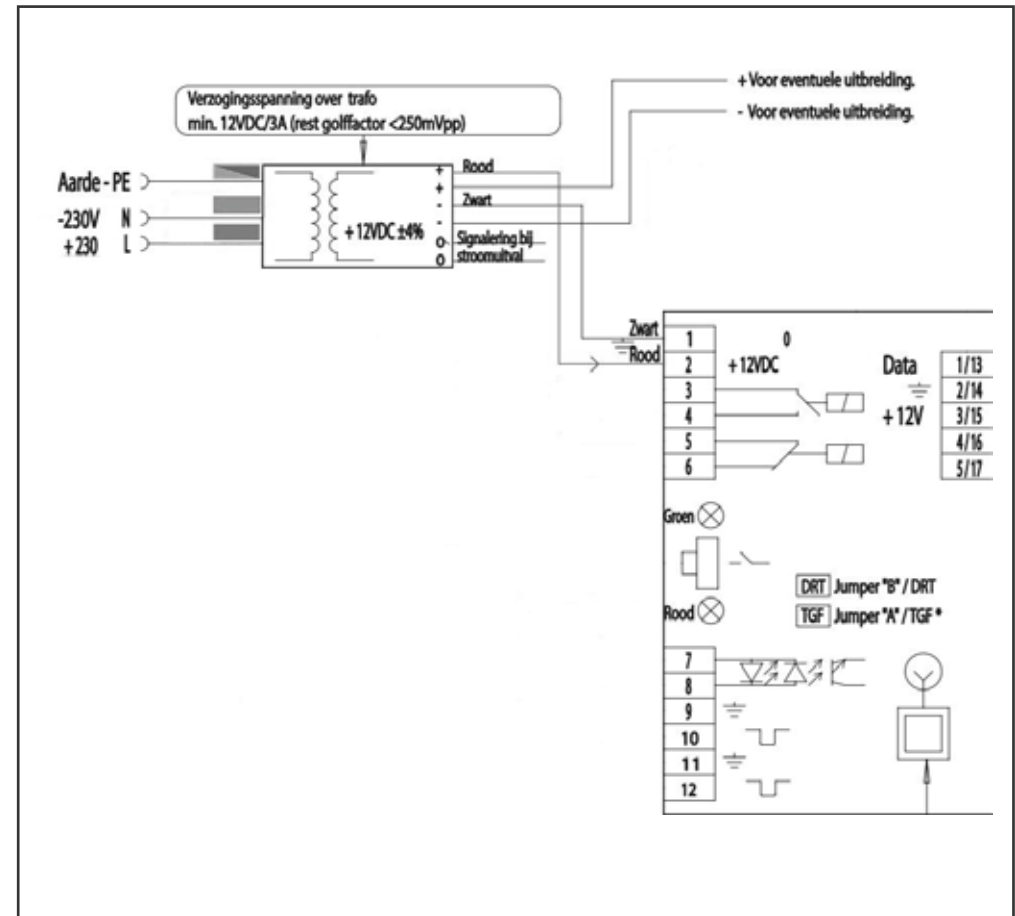 + Voor eventuele uitbreiding.
- Voor eventuele uitbreiding.
Verzogingsspanning over trafo
min. 12VDC/3A (rest golffactor <250mVpp)
Aarde - PE
-230V N
+230 L
+ 12VDC ±4%
+
+
-
-
O
O
Rood
Zwart
Signalering bij
stroomuitval
Zwart
Rood
1
2
3
4
5
6
0
+ 12VDC
Data
+ 12V
1/13
2/14
3/15
4/16
5/17
Groen
Rood
DRT Jumper "B" / DRT
TGF Jumper "A" / TGF *
7
8
9
10
11
12